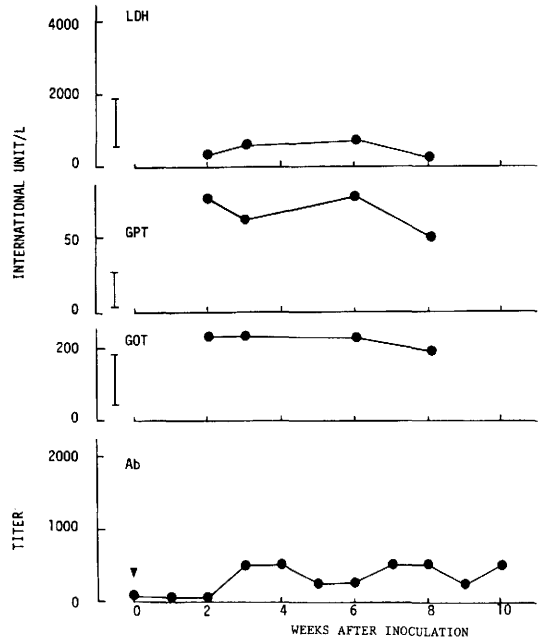 LDH
4000
2000
0
INTERNATIONAL UNIT/L
GPT
50
0
GOT
200
0
Ab
2000
1000
0
TITER
0 2 4 6 8 10
WEEKS AFTER INOCULATION